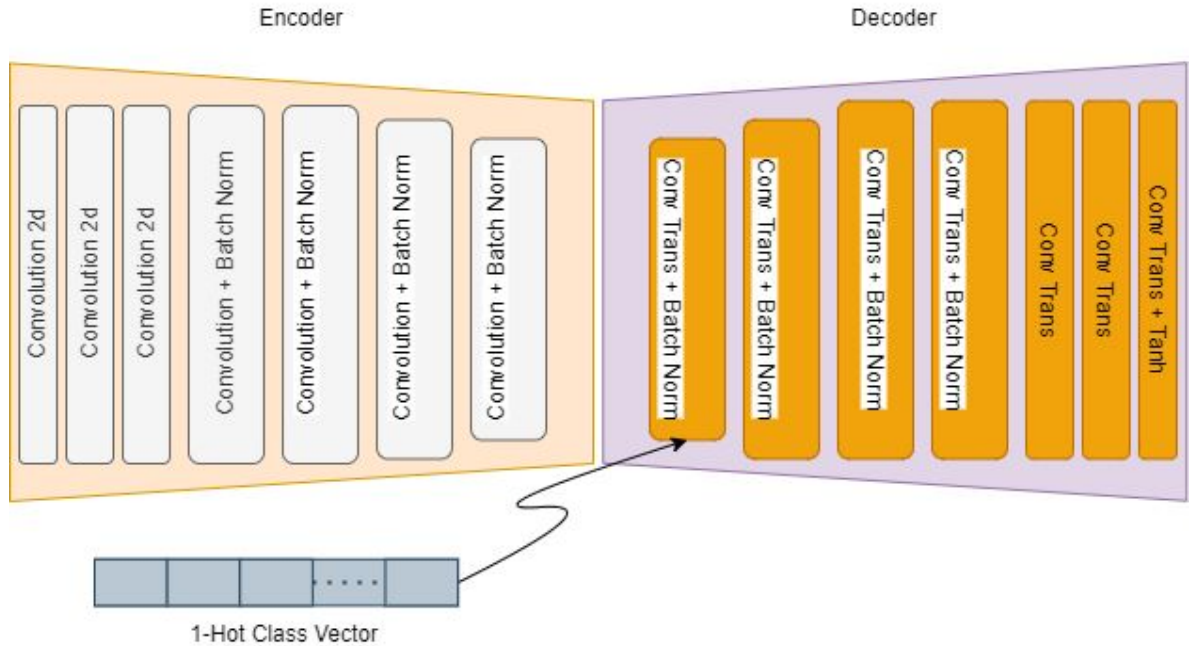 Encoder
Decoder
Convolution 2d
Convolution 2d
Convolution 2d
Convolution + Batch Norm
Convolution + Batch Norm
Convolution + Batch Norm
Convolution + Batch Norm
Conv Trans + Batch Norm
Conv Trans + Batch Norm
Conv Trans + Batch Norm
Conv Trans + Batch Norm
Conv Trans
Conv Trans
Conv Trans + Tanh
1-Hot Class Vector